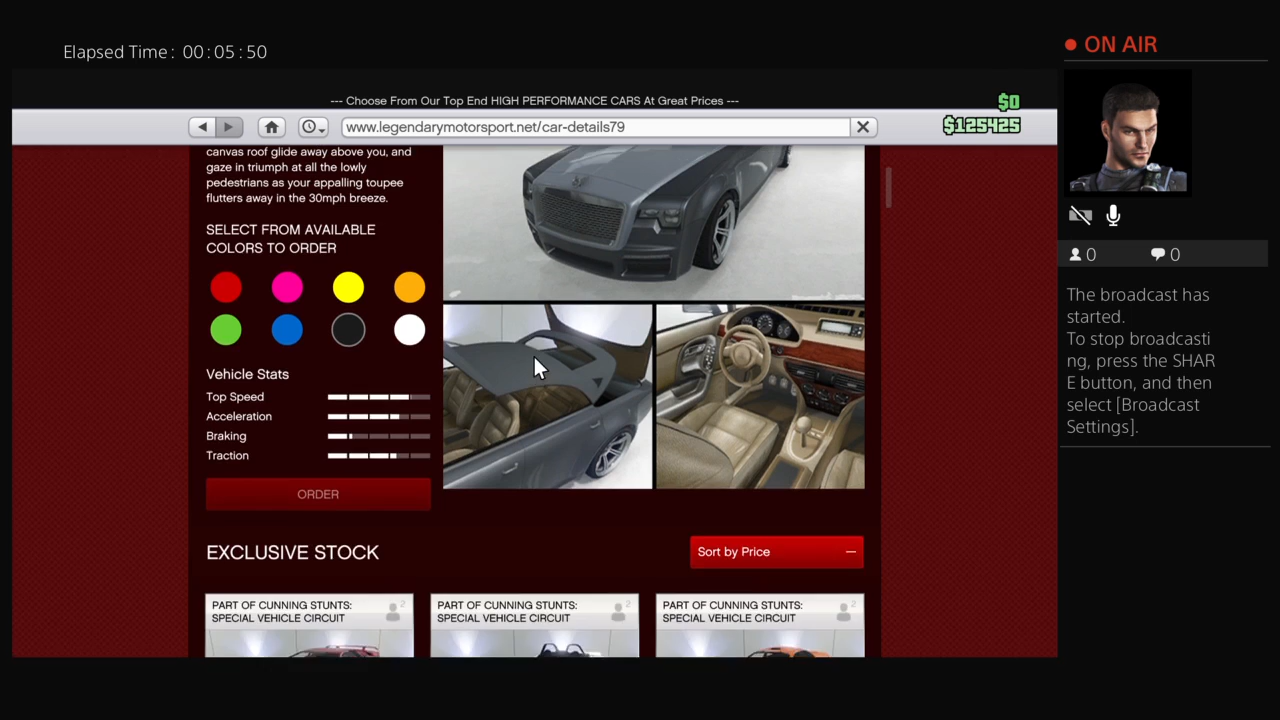 Elapsed Time: 00:05:50
ON AIR
--- Choose From Our Top End HIGH PERFORMANCE CARS At Great Prices ---
$0
$125425
www.legendarymotorsport.net/car-details79
canvas roof glide away above you, and
gaze in triumph at all the lowly
pedestrians as your appalling toupee
flutters away in the 30mph breeze.
SELECT FROM AVAILABLE
COLORS TO ORDER
Vehicle Stats
Top Speed
Acceleration
Braking
Traction
ORDER
EXCLUSIVE STOCK
Sort by Price
PART OF CUNNING STUNTS:
SPECIAL VEHICLE CIRCUIT
2
PART OF CUNNING STUNTS:
SPECIAL VEHICLE CIRCUIT
2
PART OF CUNNING STUNTS:
SPECIAL VEHICLE CIRCUIT
2
0
0
The broadcast has
started.
To stop broadcasti
ng, press the SHAR
E button, and then
select [Broadcast
Settings].